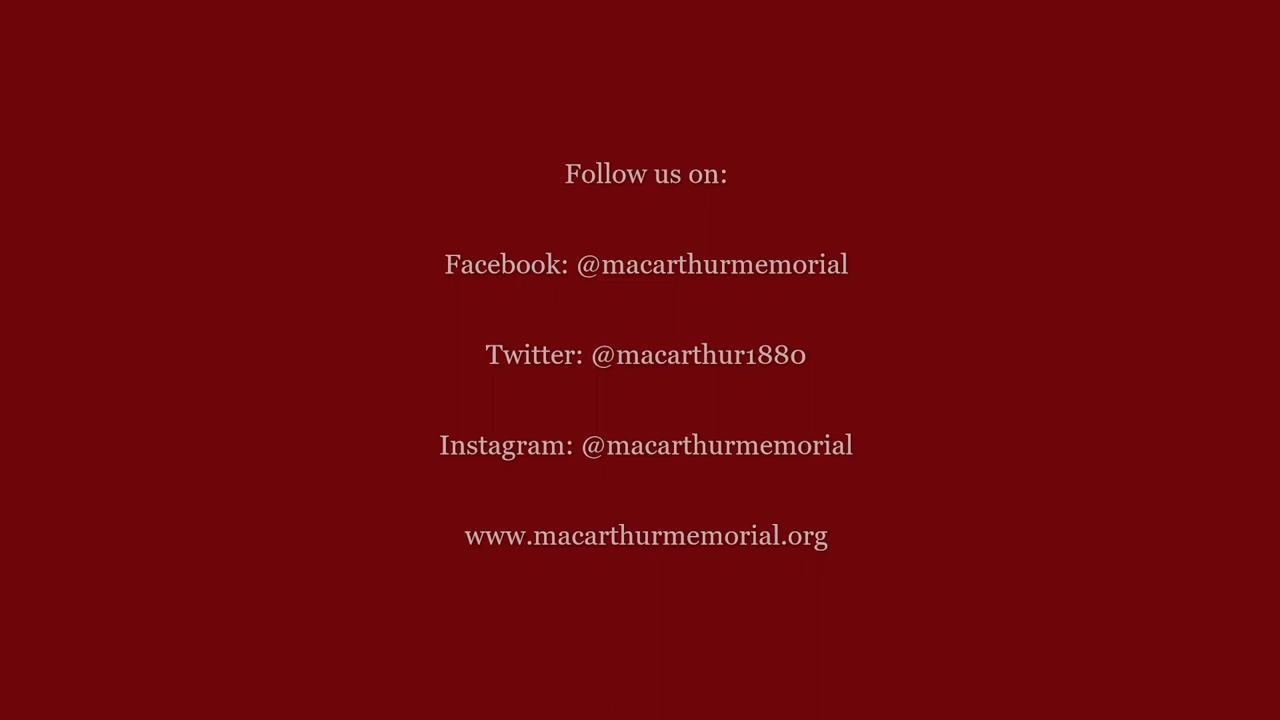 Follow us on:
Facebook: @macarthurmemorial
Twitter: @macarthur1880
Instagram: @macarthurmemorial
www.macarthurmemorial.org